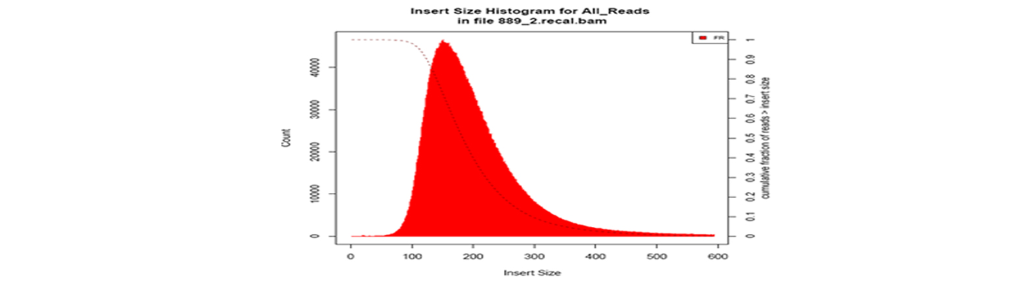 Insert Size Histogram for All_Reads
in file 889_2.recal.bam
FR
Count
0
10000
20000
30000
40000
0 100 200 300 400 500 600
Insert Size
0
0.1
0.2
0.3
0.4
0.5
0.6
0.7
0.8
0.9
1
cumulative fraction of reads > insert size